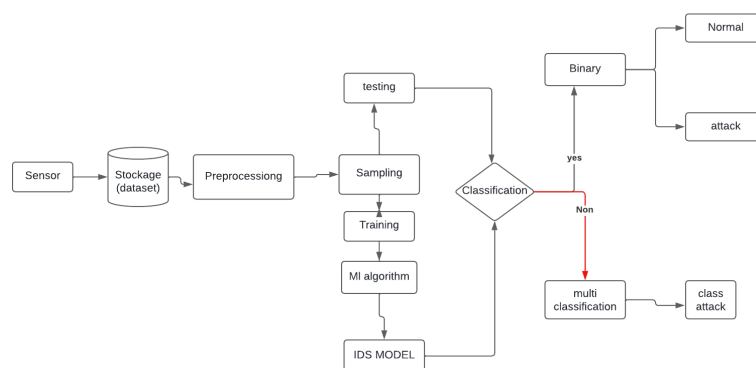 Sensor
Stockage
(dataset)
Preprocessiong
testing
Sampling
Training
Ml algorithm
IDS MODEL
Classification
yes
Non
Binary
Normal
attack
multi
classification
class
attack